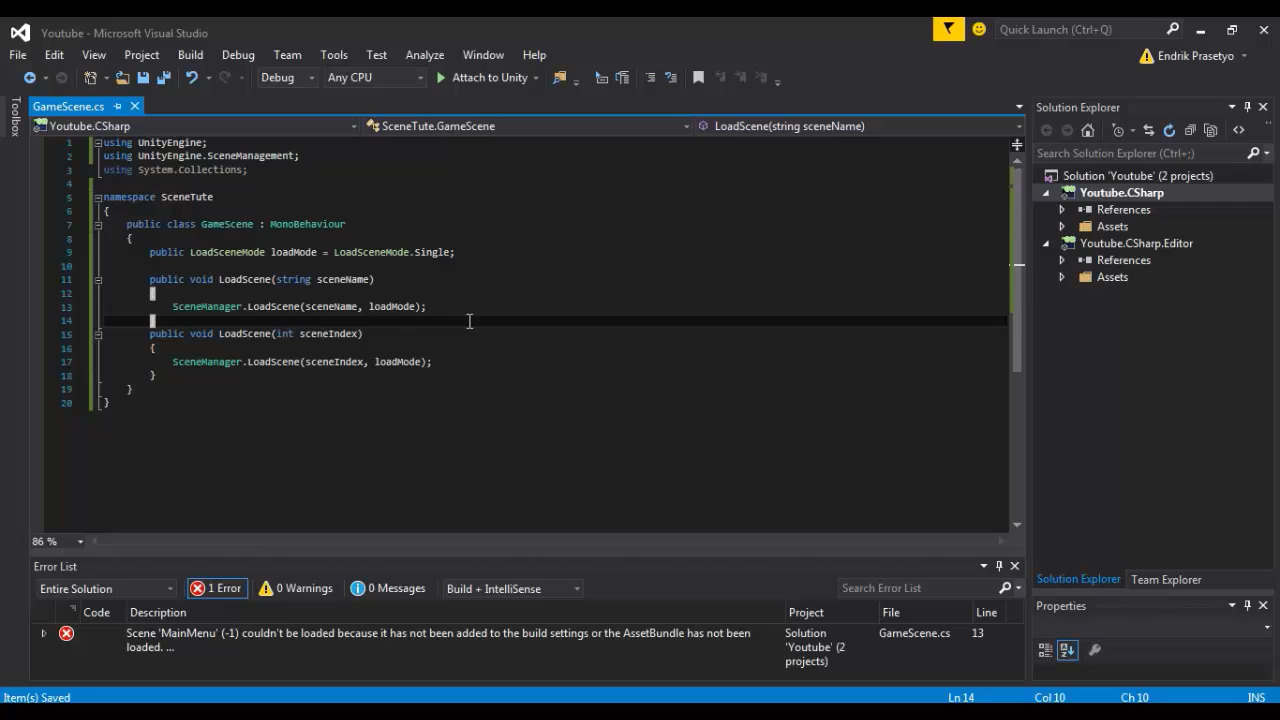 Youtube - Microsoft Visual Studio
Quick Launch (Ctrl+Q)
File Edit View Project Build Debug Team Tools Test Analyze Window Help
Endrik Prasetyo
Debug Any CPU Attach to Unity
Toolbox
GameScene.cs
Youtube.CSharp SceneTute.GameScene LoadScene(string sceneName)
1 using UnityEngine;
2 using UnityEngine.SceneManagement;
3 using System.Collections;
4
5 namespace SceneTute
6 {
7 public class GameScene : MonoBehaviour
8 {
9 public LoadSceneMode loadMode = LoadSceneMode.Single;
10
11 public void LoadScene(string sceneName)
12 {
13 SceneManager.LoadScene(sceneName, loadMode);
14 }
15 public void LoadScene(int sceneIndex)
16 {
17 SceneManager.LoadScene(sceneIndex, loadMode);
18 }
19 }
20 }
86 %
Solution Explorer
Search Solution Explorer (Ctrl+;)
Solution 'Youtube' (2 projects)
Youtube.CSharp
References
Assets
Youtube.CSharp.Editor
References
Assets
Solution Explorer Team Explorer
Properties
Error List
Entire Solution 1 Error 0 Warnings 0 Messages Build + IntelliSense Search Error List
Code Description Project File Line
Scene 'MainMenu' (-1) couldn't be loaded because it has not been added to the build settings or the AssetBundle has not been
loaded. ...
Solution
'Youtube' (2
projects)
GameScene.cs 13
Item(s) Saved Ln 14 Col 10 Ch 10 INS